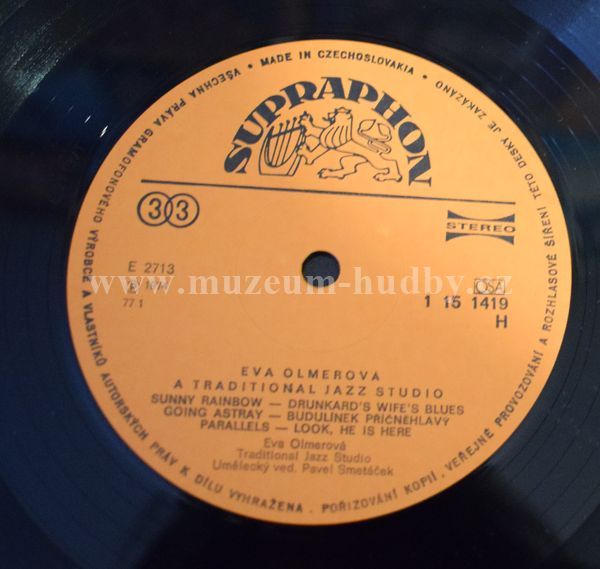 VŠECHNA PRÁVA GRAMOFONOVÉHO VÝROBCE A VLASTNÍKŮ AUTORSKÝCH PRÁV K DÍLU VYHRAŽENA. POŘIZOVÁNÍ KOPIÍ, VEŘEJNÉ PROVOZOVÁNÍ A ROZHLASOVÉ ŠÍŘENÍ TÉTO DESKY JE ZAKÁZÁNO
• MADE IN CZECHOSLOVAKIA •
SUPRAPHON
33
STEREO
E 2713
www.muzeum-hudby.cz
77.1
OSA
1 15 1419
H
EVA OLMEROVÁ
A TRADITIONAL JAZZ STUDIO
SUNNY RAINBOW — DRUNKARD'S WIFE'S BLUES
GOING ASTRAY — BUDULÍNEK PŘÍČNĚHLAVÝ
PARALLELS — LOOK, HE IS HERE
Eva Olmerová
Traditional Jazz Studio
Umělecký ved. Pavel Smetáček